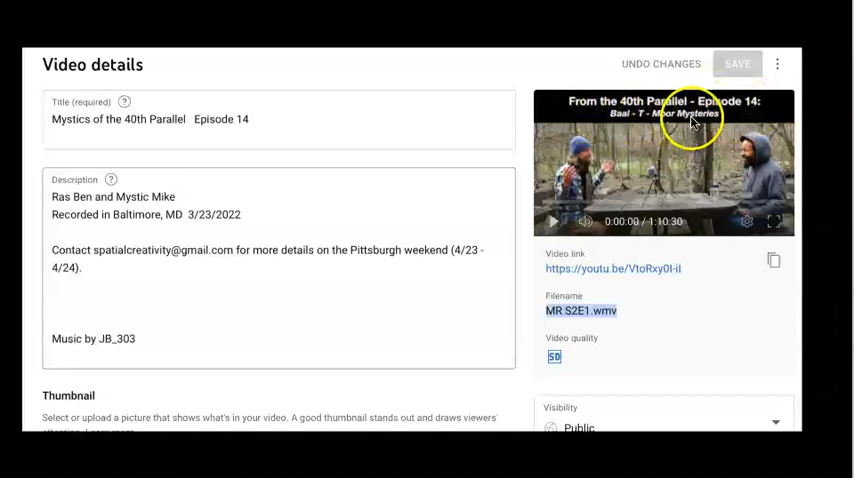 Video details
UNDO CHANGES
SAVE
Title (required)
Mystics of the 40th Parallel Episode 14
Description
Ras Ben and Mystic Mike
Recorded in Baltimore, MD 3/23/2022
Contact spatialcreativity@gmail.com for more details on the Pittsburgh weekend (4/23 -
4/24).
Music by JB_303
Thumbnail
Select or upload a picture that shows what's in your video. A good thumbnail stands out and draws viewers'
From the 40th Parallel - Episode 14:
Baal - T - Moor Mysteries
0:00:00 / 1:10:30
Video link
https://youtu.be/VtoRxy0I-iI
Filename
MR S2E1.wmv
Video quality
SD
Visibility
Public